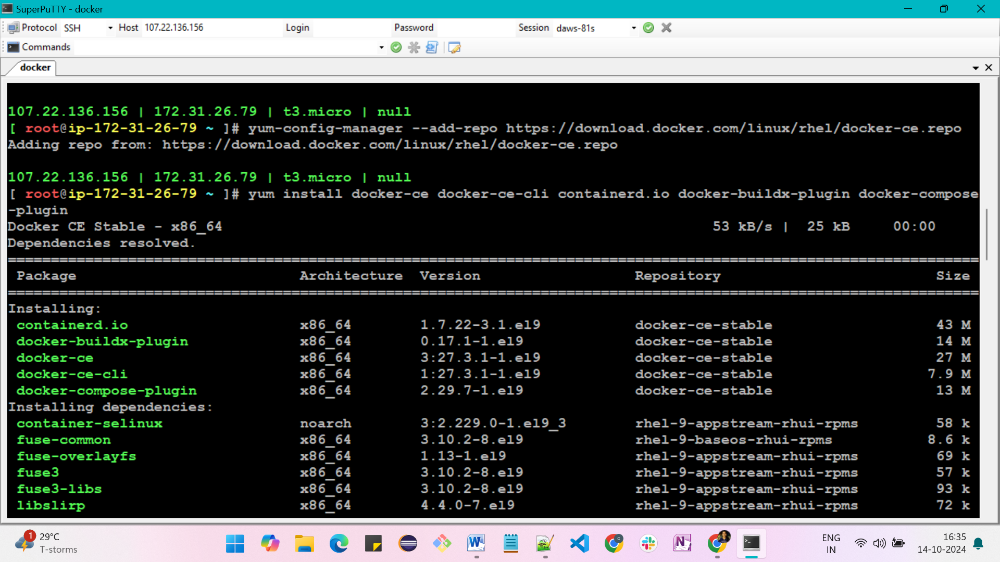 SuperPuTTY - docker
Protocol SSH Host 107.22.136.156 Login Password Session daws-81s
Commands
docker
107.22.136.156 | 172.31.26.79 | t3.micro | null
[ root@ip-172-31-26-79 ~ ]# yum-config-manager --add-repo https://download.docker.com/linux/rhel/docker-ce.repo
Adding repo from: https://download.docker.com/linux/rhel/docker-ce.repo
107.22.136.156 | 172.31.26.79 | t3.micro | null
[ root@ip-172-31-26-79 ~ ]# yum install docker-ce docker-ce-cli containerd.io docker-buildx-plugin docker-compose
-plugin
Docker CE Stable - x86_64 53 kB/s | 25 kB 00:00
Dependencies resolved.
=================================================================================================================
Package Architecture Version Repository Size
=================================================================================================================
Installing:
containerd.io x86_64 1.7.22-3.1.el9 docker-ce-stable 43 M
docker-buildx-plugin x86_64 0.17.1-1.el9 docker-ce-stable 14 M
docker-ce x86_64 3:27.3.1-1.el9 docker-ce-stable 27 M
docker-ce-cli x86_64 1:27.3.1-1.el9 docker-ce-stable 7.9 M
docker-compose-plugin x86_64 2.29.7-1.el9 docker-ce-stable 13 M
Installing dependencies:
container-selinux noarch 3:2.229.0-1.el9_3 rhel-9-appstream-rhui-rpms 58 k
fuse-common x86_64 3.10.2-8.el9 rhel-9-baseos-rhui-rpms 8.6 k
fuse-overlayfs x86_64 1.13-1.el9 rhel-9-appstream-rhui-rpms 69 k
fuse3 x86_64 3.10.2-8.el9 rhel-9-appstream-rhui-rpms 57 k
fuse3-libs x86_64 3.10.2-8.el9 rhel-9-appstream-rhui-rpms 93 k
libslirp x86_64 4.4.0-7.el9 rhel-9-appstream-rhui-rpms 72 k
1 29°C ENG 16:35
T-storms IN 14-10-2024